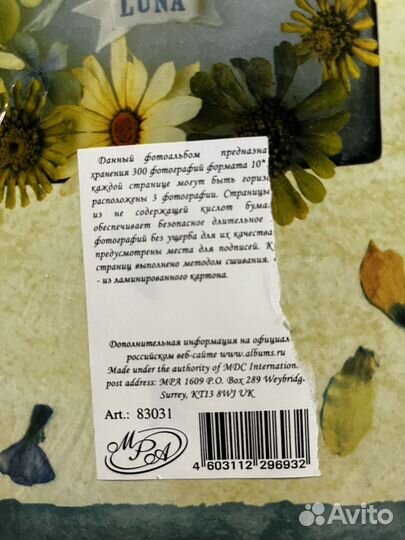 LUNA
Данный фотоальбом предназна
хранения 300 фотографий формата 10*
каждой странице могут быть гориз
расположены 3 фотографии. Страницы
из не содержащей кислот бума
обеспечивает безопасное длительное
фотографий без ущерба для их качества
предусмотрены места для подписей. К
страниц выполнено методом сшивания.
- из ламинированного картона.
Дополнительная информация на официал
российском веб-сайте www.albums.ru
Made under the authority of MDC Internation.
post address: MPA 1609 P.O. Box 289 Weybridg.
Surrey, KT13 8WJ UK
Art.: 83031
MPA
4 603112 296932
Avito